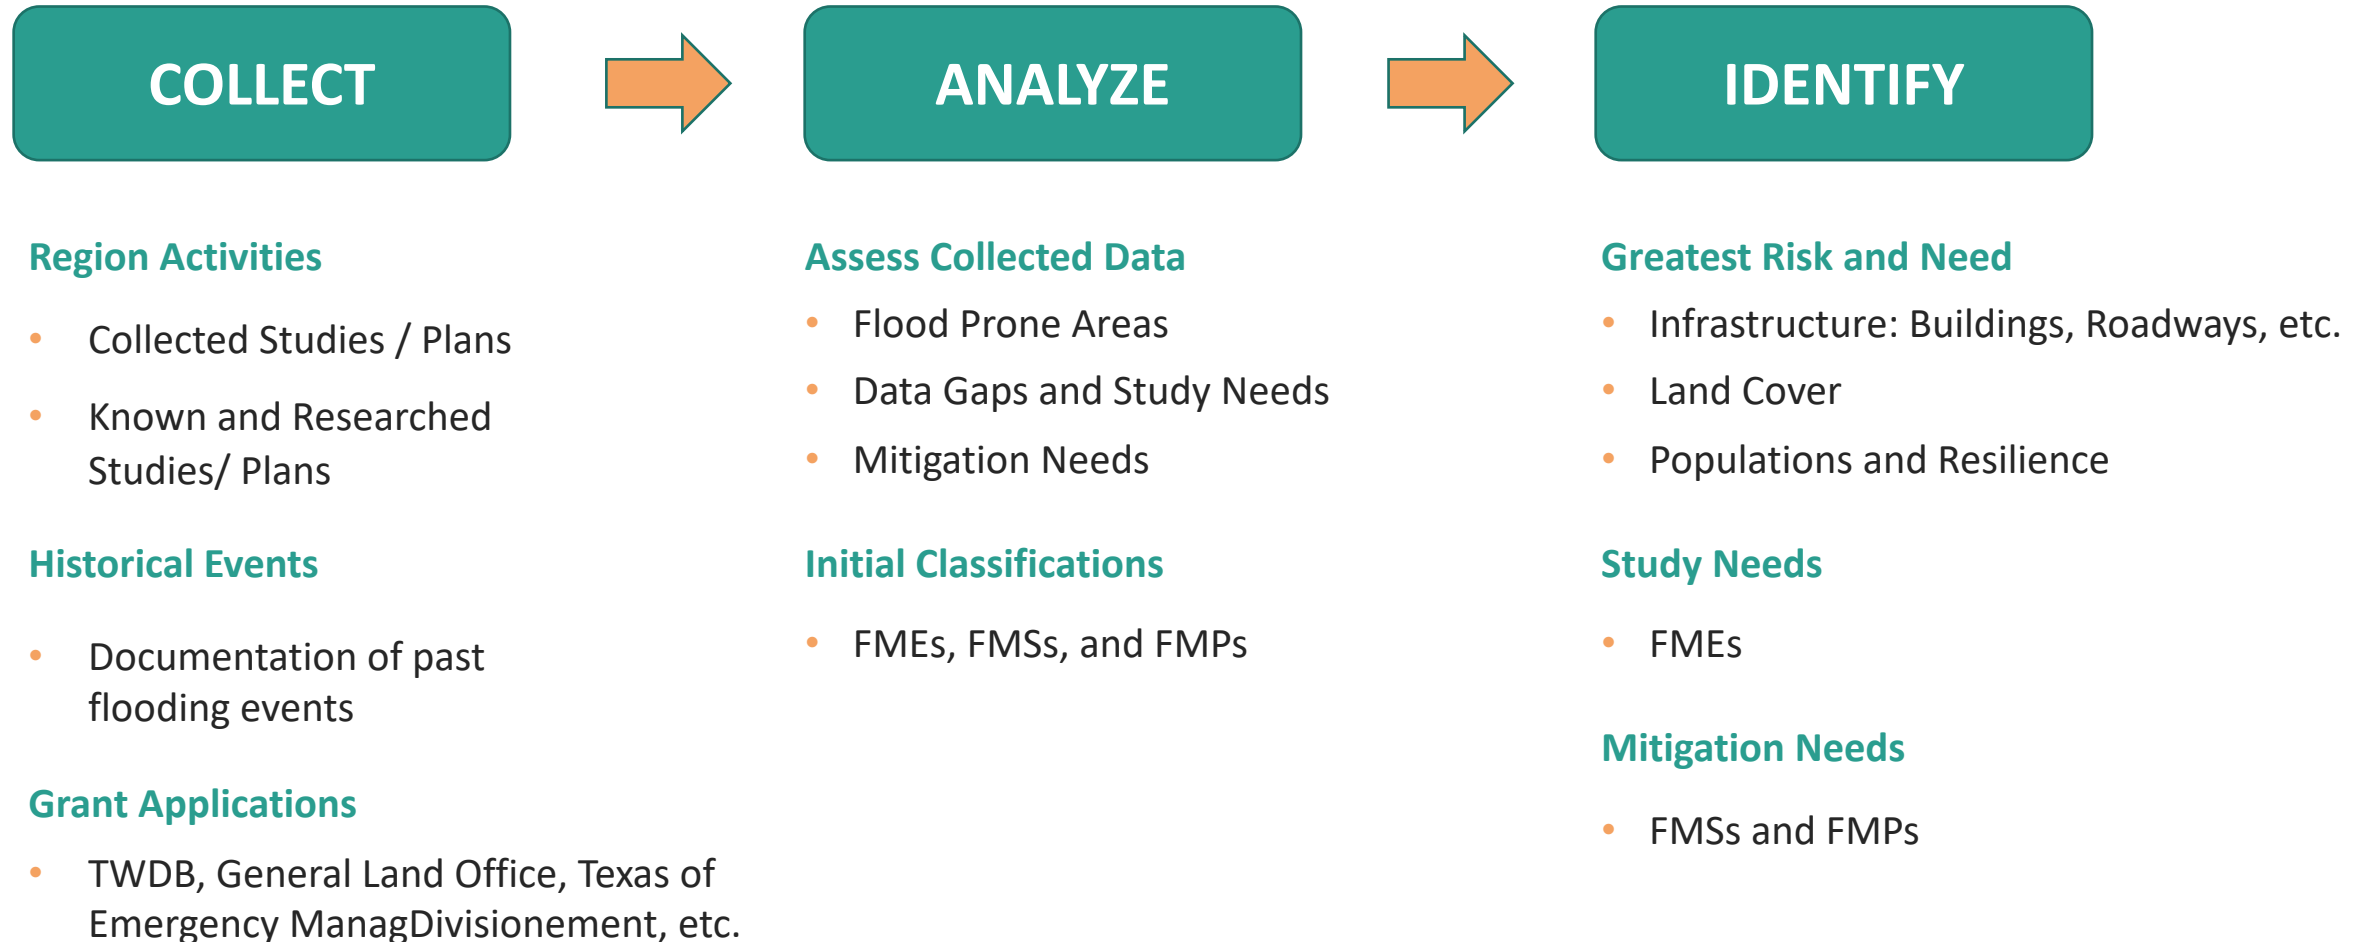 COLLECT
ANALYZE
IDENTIFY
Region Activities
• Collected Studies / Plans
• Known and Researched
Studies/ Plans
Historical Events
• Documentation of past
flooding events
Grant Applications
• TWDB, General Land Office, Texas of
Emergency ManagDivisionement, etc.
Assess Collected Data
• Flood Prone Areas
• Data Gaps and Study Needs
• Mitigation Needs
Initial Classifications
• FMEs, FMSs, and FMPs
Greatest Risk and Need
• Infrastructure: Buildings, Roadways, etc.
• Land Cover
• Populations and Resilience
Study Needs
• FMEs
Mitigation Needs
• FMSs and FMPs